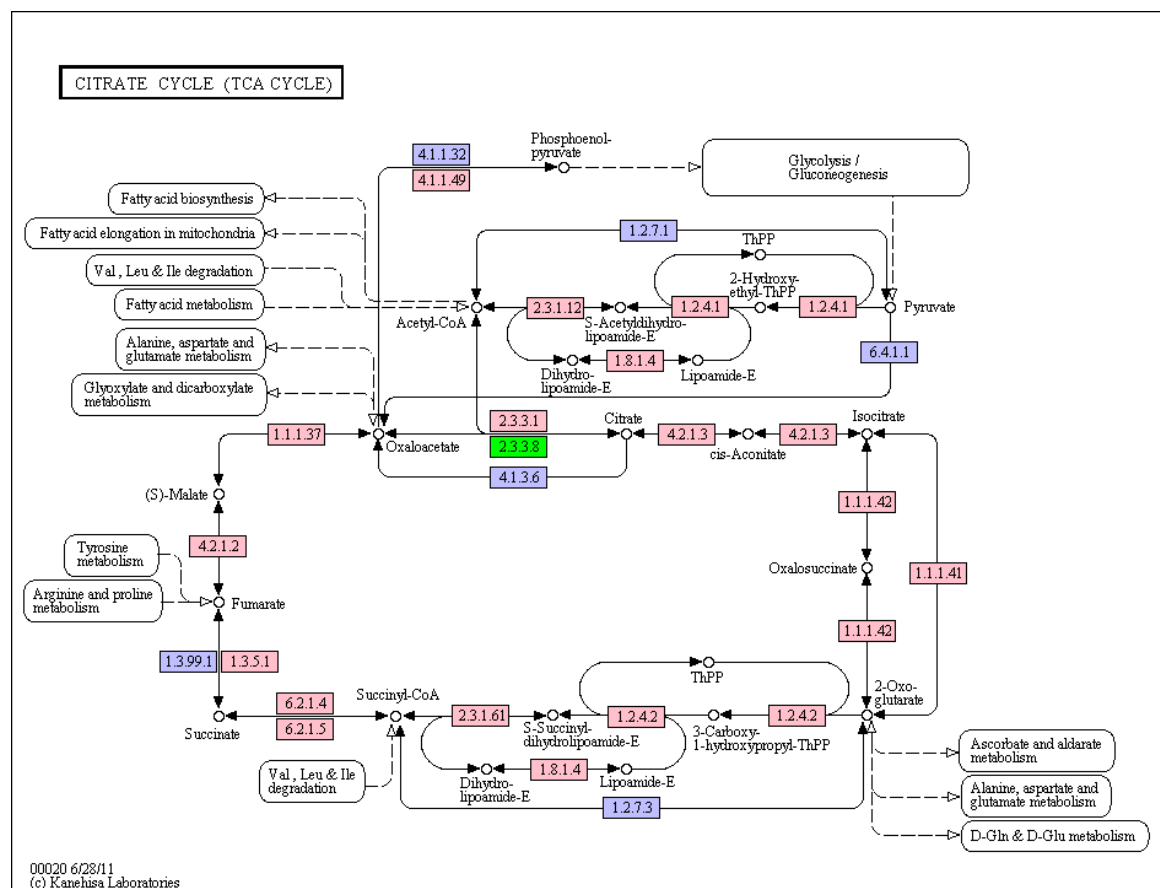 CITRATE CYCLE (TCA CYCLE)
Phosphoenol-
pyruvate
4.1.1.32
4.1.1.49
Glycolysis /
Gluconeogenesis
Fatty acid biosynthesis
Fatty acid elongation in mitochondria
Val , Leu & Ile degradation
Fatty acid metabolism
Alanine, aspartate and
glutamate metabolism
Glyoxylate and dicarboxylate
metabolism
1.2.7.1
ThPP
2-Hydroxy-
ethyl-ThPP
2.3.1.12
1.2.4.1
1.2.4.1
Acetyl-CoA
S-Acetyldihydro-
lipoamide-E
Pyruvate
1.8.1.4
6.4.1.1
Dihydro-
lipoamide-E
Lipoamide-E
2.3.3.1
Citrate
Isocitrate
1.1.1.37
4.2.1.3
4.2.1.3
Oxaloacetate
2.3.3.8
cis-Aconitate
4.1.3.6
(S)-Malate
1.1.1.42
4.2.1.2
Tyrosine
metabolism
Oxalosuccinate
1.1.1.41
Arginine and proline
metabolism
Fumarate
1.1.1.42
1.3.99.1
1.3.5.1
ThPP
2-Oxo-
glutarate
Succinyl-CoA
6.2.1.4
6.2.1.5
Succinate
2.3.1.61
1.2.4.2
1.2.4.2
S-Succinyl-
dihydrolipoamide-E
3-Carboxy-
1-hydroxypropyl-ThPP
Val , Leu & Ile
degradation
1.8.1.4
Dihydro-
lipoamide-E
Lipoamide-E
1.2.7.3
Ascorbate and aldarate
metabolism
Alanine, aspartate and
glutamate metabolism
D-Gln & D-Glu metabolism
00020 6/28/11
(c) Kanehisa Laboratories